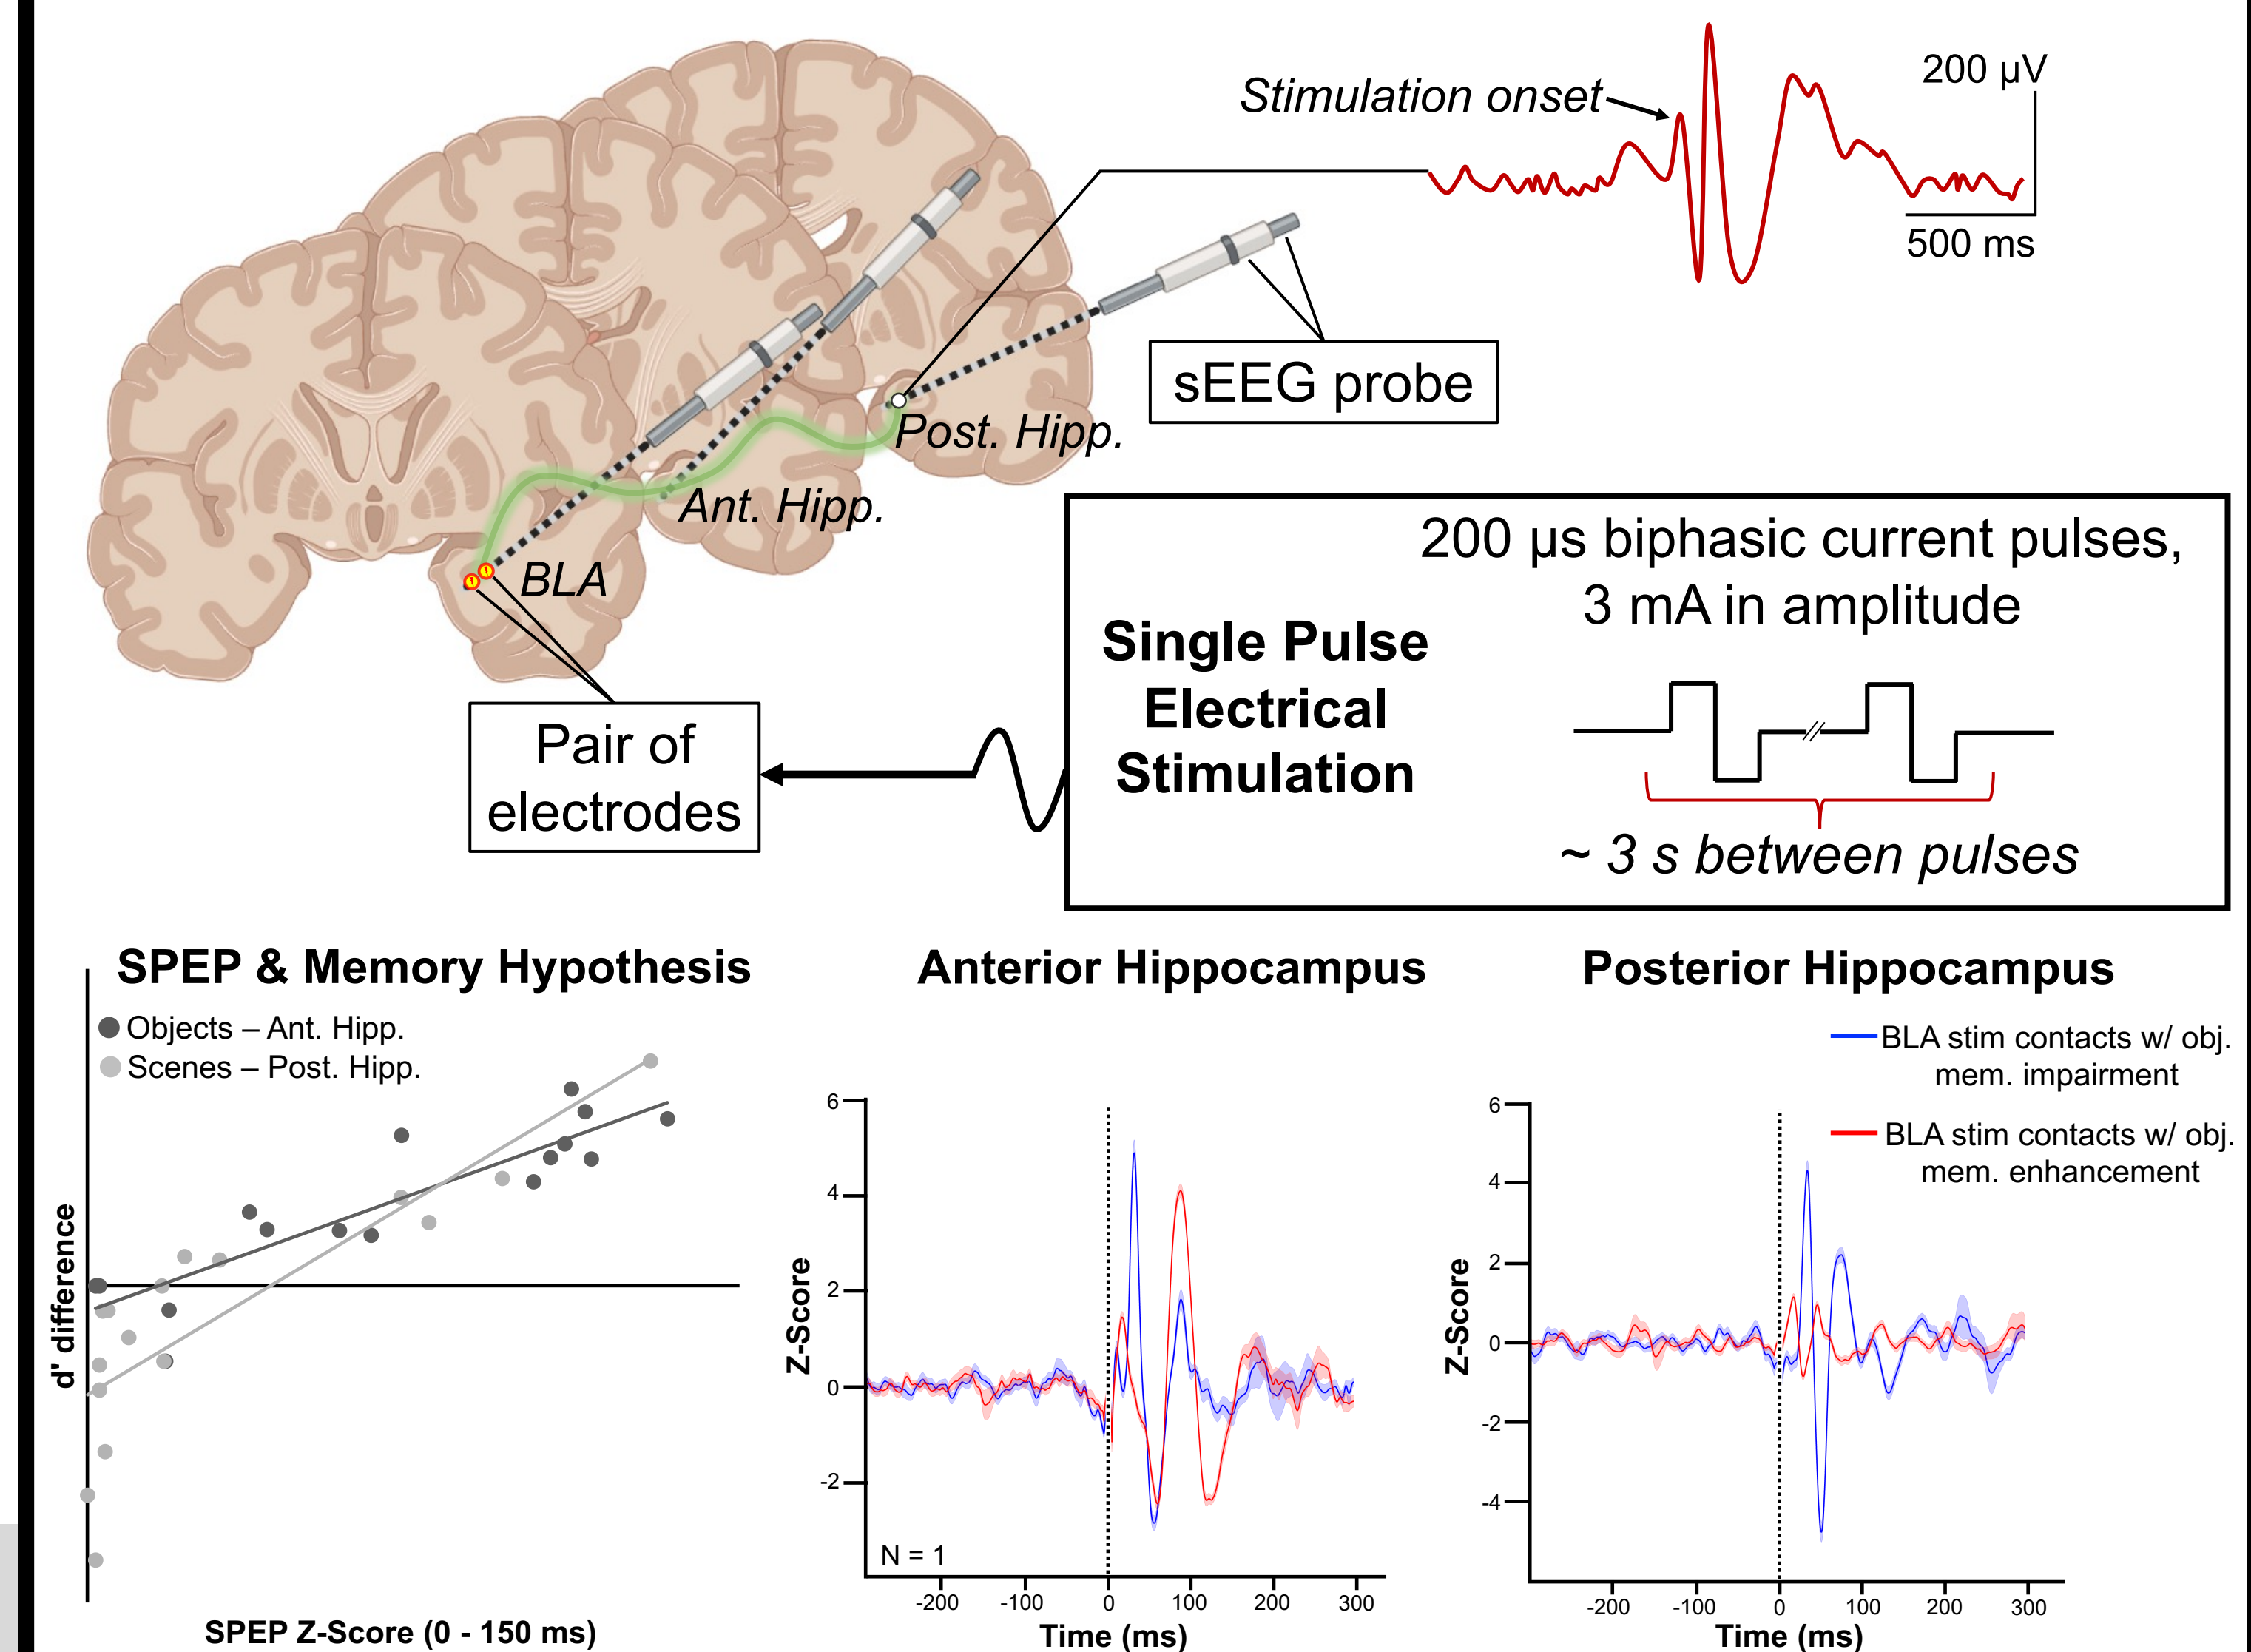 Stimulation onset
200 µV
500 ms
sEEG probe
Post. Hipp.
Ant. Hipp.
BLA
Pair of
electrodes
Single Pulse
Electrical
Stimulation
200 µs biphasic current pulses,
3 mA in amplitude
~ 3 s between pulses
SPEP & Memory Hypothesis
Objects – Ant. Hipp.
Scenes – Post. Hipp.
d' difference
SPEP Z-Score (0 - 150 ms)
Anterior Hippocampus
6
4
2
0
-2
Z-Score
N = 1
-200
-100
0
100
200
300
Time (ms)
Posterior Hippocampus
BLA stim contacts w/ obj.
mem. impairment
BLA stim contacts w/ obj.
mem. enhancement
6
4
2
0
-2
-4
Z-Score
-200
-100
0
100
200
300
Time (ms)